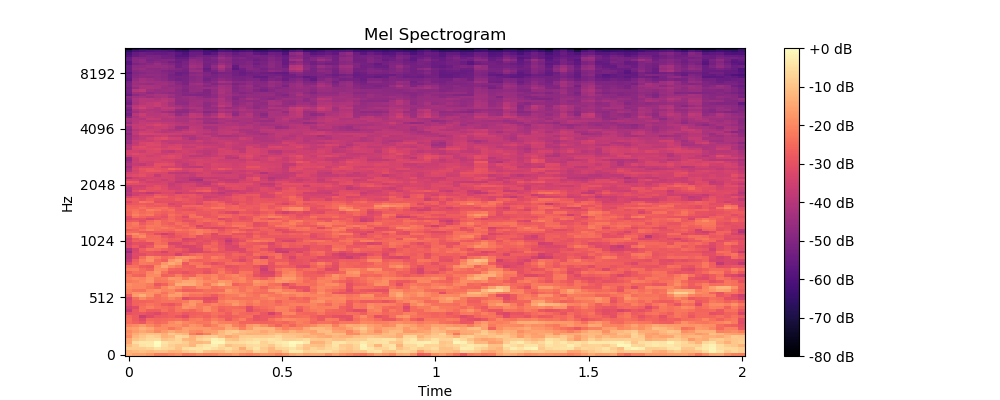 Mel Spectrogram
Hz
8192
4096
2048
1024
512
0
0
0.5
1
1.5
2
Time
+0 dB
-10 dB
-20 dB
-30 dB
-40 dB
-50 dB
-60 dB
-70 dB
-80 dB